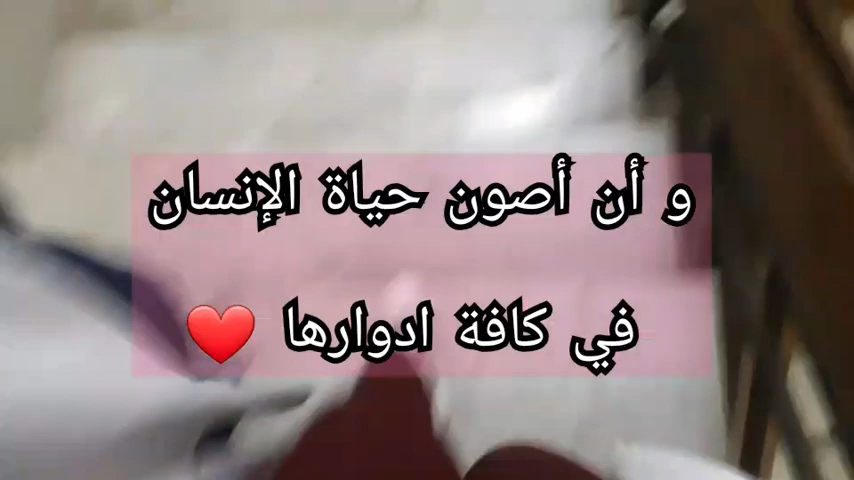 و أن أصون حياة الإنسان
في كافة ادوارها ❤️